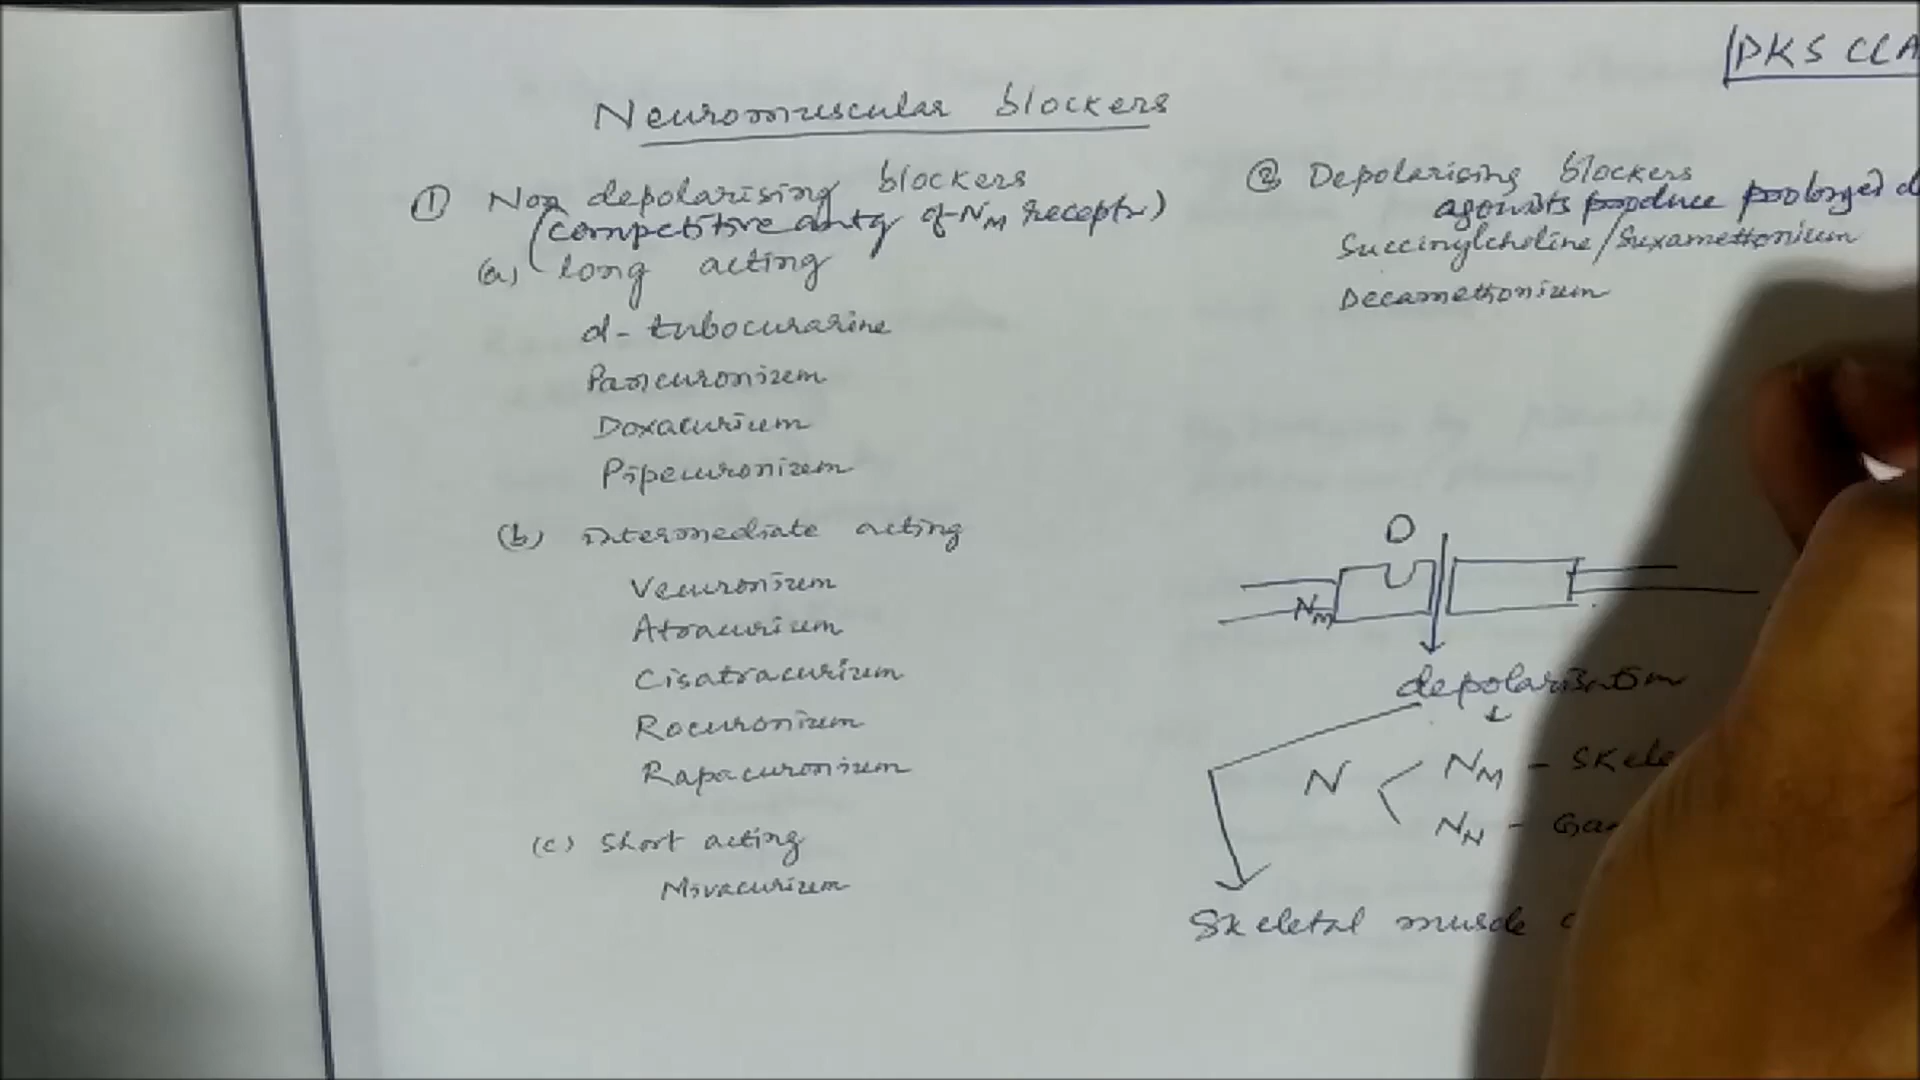 PKS CLA
Neuromuscular blockers
① Non depolarising blockers
(competitive antg of NM receptr)
(a) long acting
d-tubocurarine
Pancuronium
Doxacurium
Pipecuronium
(b) intermediate acting
Vecuronium
Atracurium
Cisatracurium
Rocuronium
Rapacuronium
(c) Short acting
Mivacurium
② Depolarising blockers
agonists produce prolonged d
Succinylcholine/Suxamethonium
Decamethonium
NM
depolarisation
N
NM - Skele
NN - Ga
Skeletal muscle c